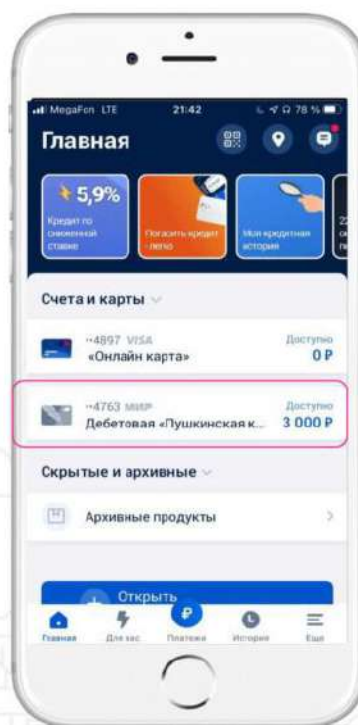 MegaFon LTE 21:42 78 %
Главная
5,9%
Кредит по
сниженной
ставке
Погасить кредит
- легко
Моя кредитная
история
Счета и карты
··4897 VISA Доступно
«Онлайн карта» 0 ₽
··4763 МИР Доступно
Дебетовая «Пушкинская к... 3 000 ₽
Скрытые и архивные
Архивные продукты
Открыть
Главная Для вас Платежи История Еще